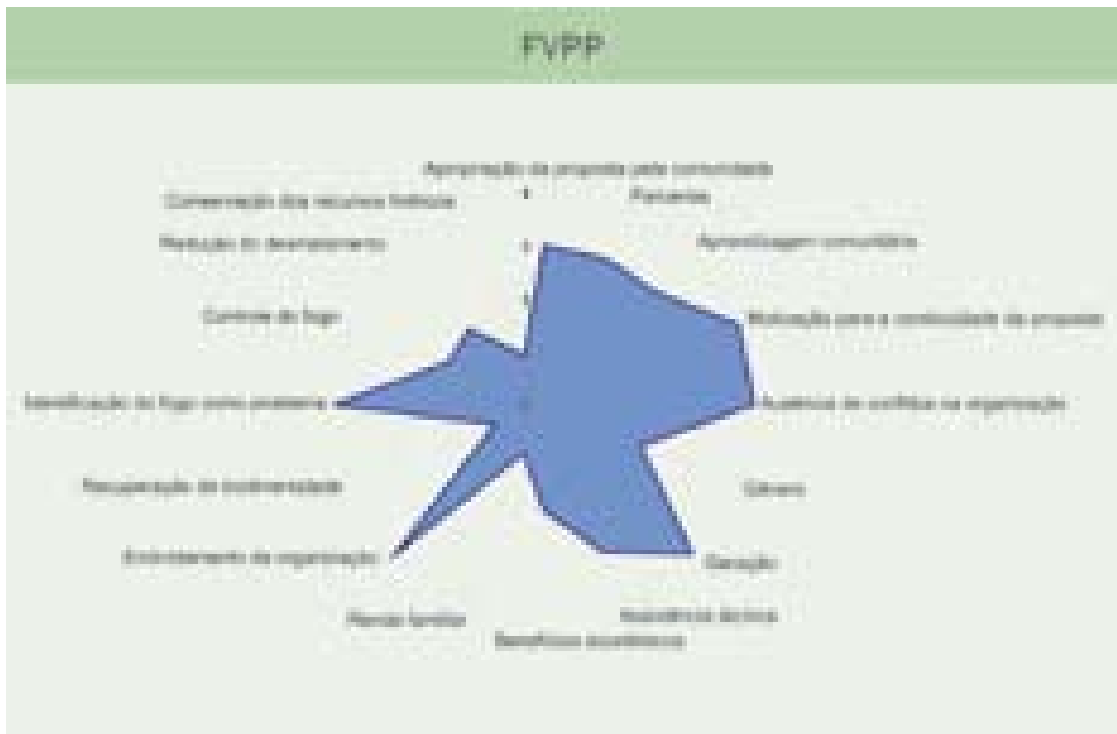 FVPP
Apropriação da proposta pela comunidade
Parcerias
Conservação dos recursos hídricos
Redução do desmatamento
Aprendizagem comunitária
Controle do fogo
Motivação para a continuidade da proposta
Identificação do fogo como problema
Ausência de conflitos na organização
Recuperação da biodiversidade
Gênero
Envolvimento da organização
Geração
Renda familiar
Assistência técnica
Benefícios econômicos